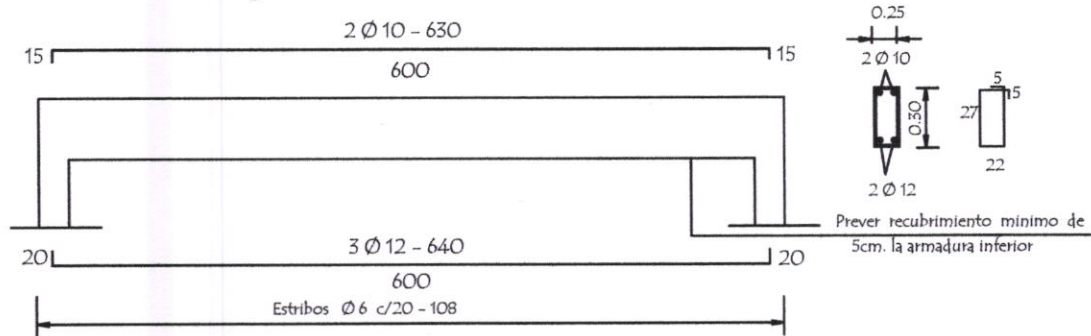 2 Ø 10 - 630
15
15
600
0.25
2 Ø 10
0.30
2 Ø 12
5
5
27
22
Prever recubrimiento minimo de
5cm. la armadura inferior
20
3 Ø 12 - 640
20
600
Estribos Ø 6 c/20 - 108